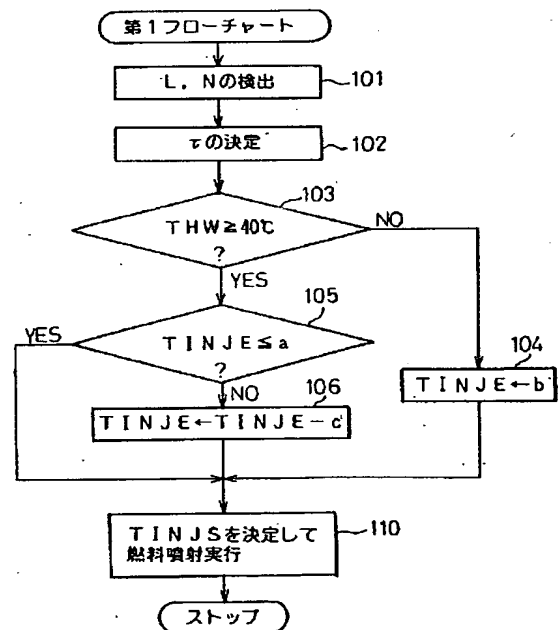 第1フローチャート
L,Nの検出
101
τの決定
102
103
THW≧40℃
?
NO
YES
105
YES
TINJE≦a
?
NO
104
TINJE←b
106
TINJE←TINJE－c
TINJSを決定して
燃料噴射実行
110
ストップ